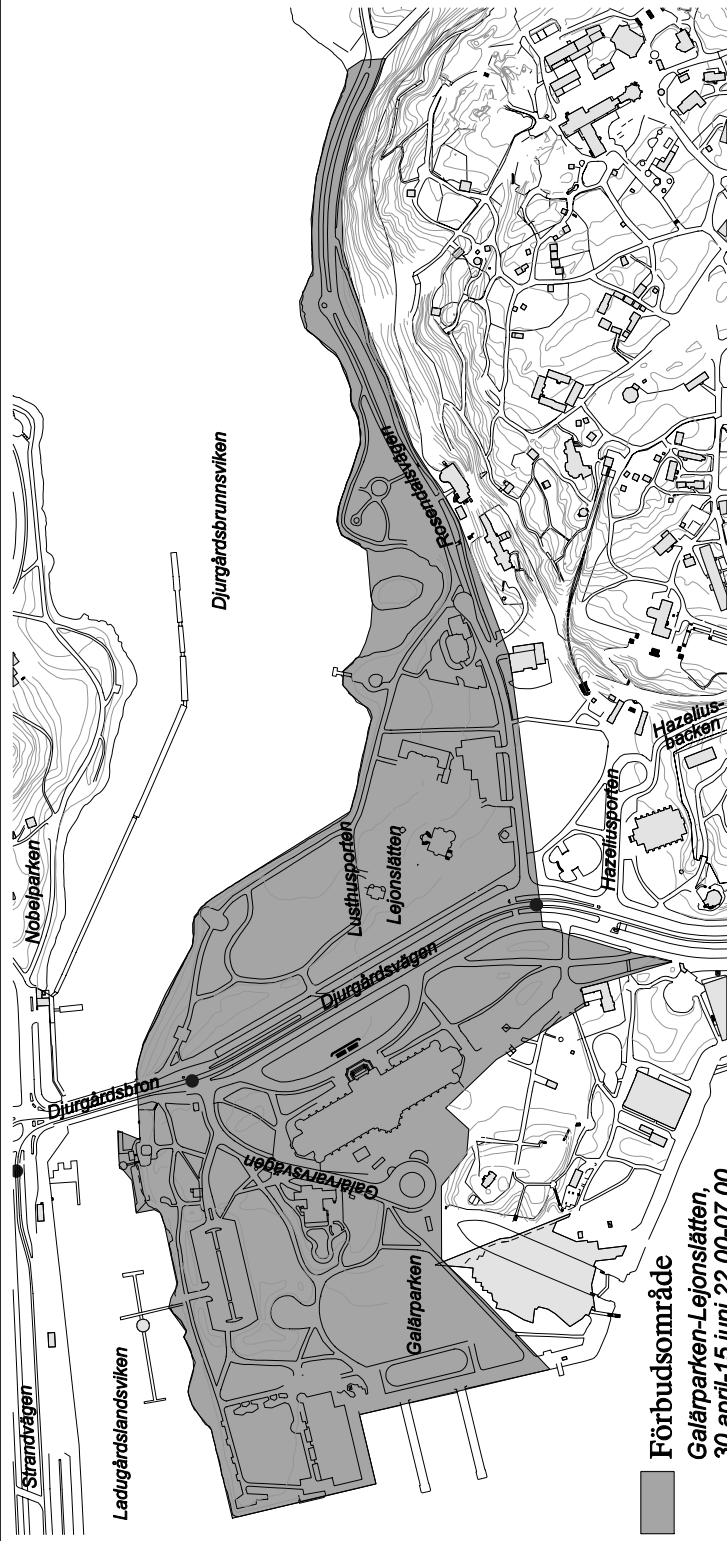 Strandvägen
Nobelparken
Djurgårdsbron
Djurgårdsbrunnsviken
Ladugårdslandsviken
Lusthusporten
Lejonslätten
Djurgårdsvägen
Galärvarvsvägen
Rosendalsvägen
Galärparken
Hazeliusporten
Hazelius-
backen
Förbudsområde
Galärparken-Lejonslätten,
30 april-15 juni 22.00-07.00